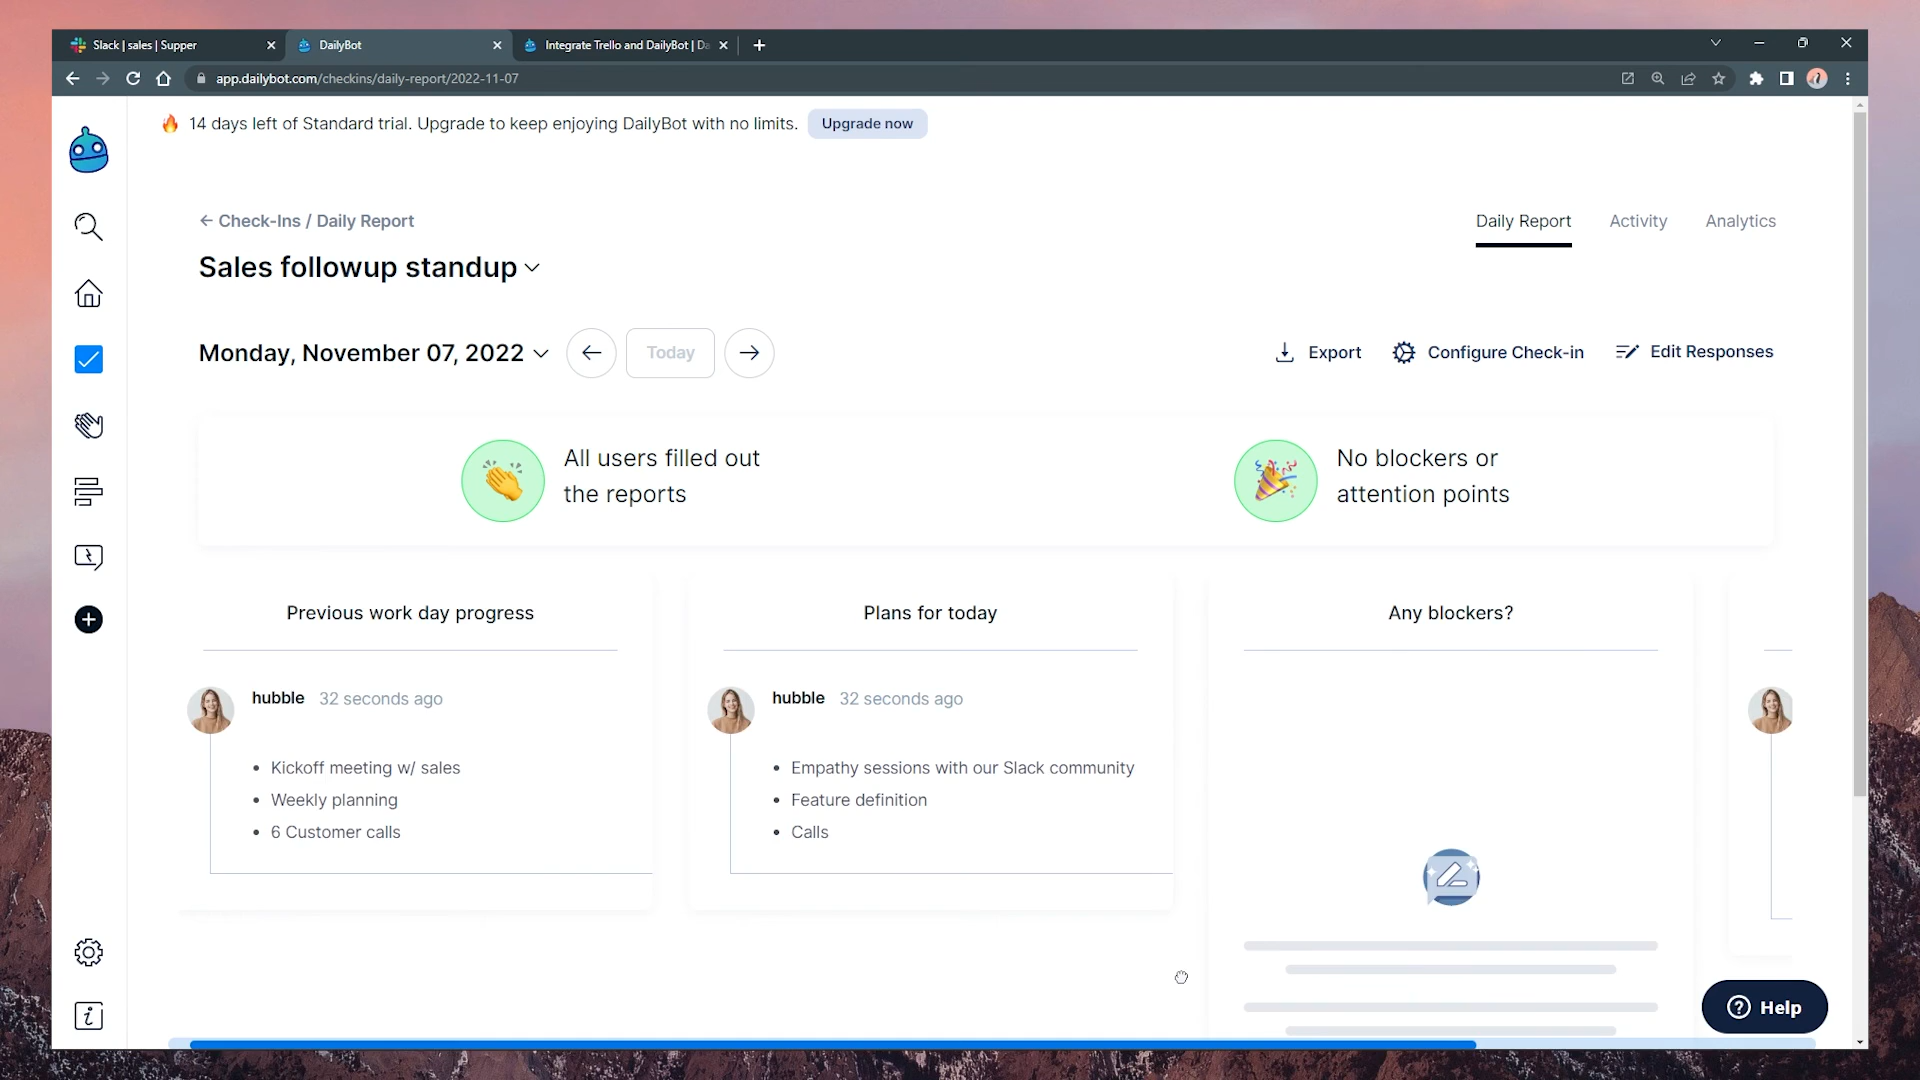 Slack | sales | Supper
DailyBot
Integrate Trello and DailyBot | Da
app.dailybot.com/checkins/daily-report/2022-11-07
14 days left of Standard trial. Upgrade to keep enjoying DailyBot with no limits. Upgrade now
← Check-Ins / Daily Report
Daily Report Activity Analytics
Sales followup standup
Monday, November 07, 2022
Today
Export Configure Check-in Edit Responses
All users filled out
the reports
No blockers or
attention points
Previous work day progress
hubble 32 seconds ago
• Kickoff meeting w/ sales
• Weekly planning
• 6 Customer calls
Plans for today
hubble 32 seconds ago
• Empathy sessions with our Slack community
• Feature definition
• Calls
Any blockers?
Help